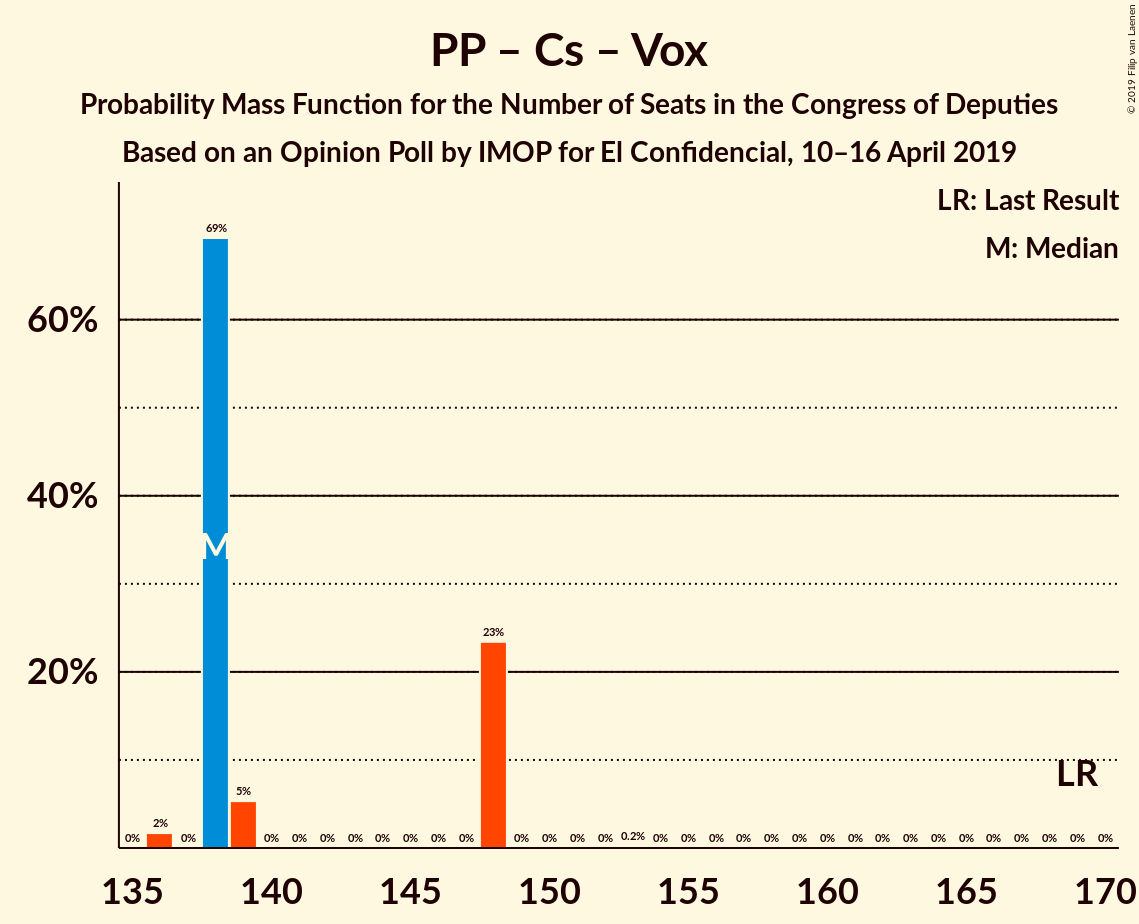 PP – Cs – Vox
Probability Mass Function for the Number of Seats in the Congress of Deputies
Based on an Opinion Poll by IMOP for El Confidencial, 10–16 April 2019
© 2019 Filip van Laenen
LR: Last Result
M: Median
69%
60%
40%
M
23%
20%
LR
5%
2%
0% 0% 0% 0% 0% 0% 0% 0% 0% 0% 0% 0% 0% 0% 0.2% 0% 0% 0% 0% 0% 0% 0% 0% 0% 0% 0% 0% 0% 0% 0% 0% 0%
135 140 145 150 155 160 165 170